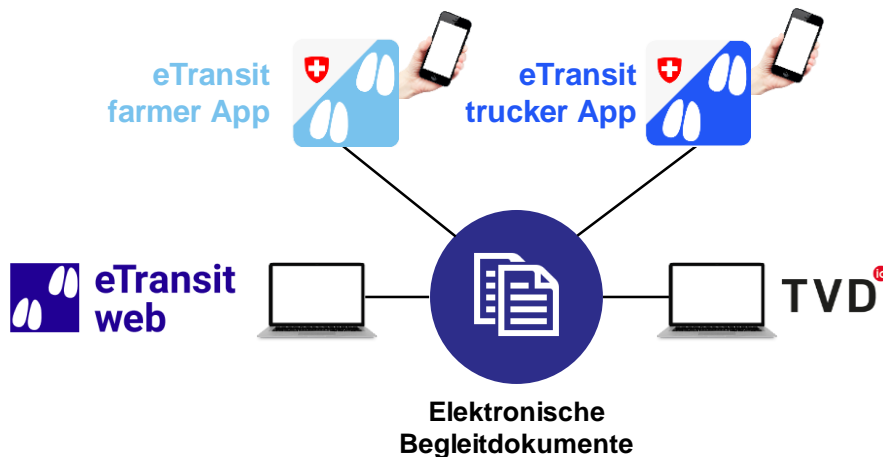 eTransit
farmer App
eTransit
trucker App
eTransit
web
TVD
Elektronische
Begleitdokumente